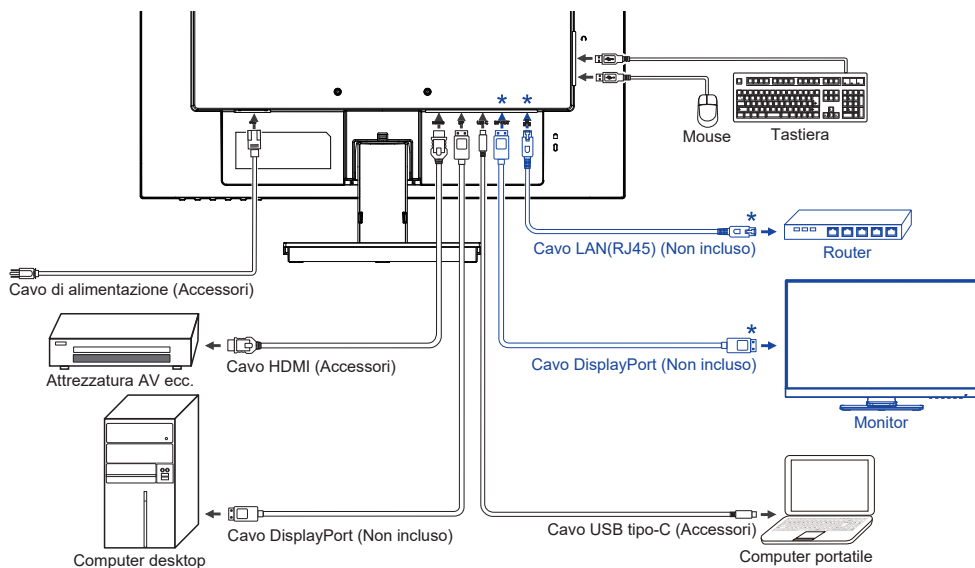 * *
Mouse
Tastiera
*
Cavo LAN(RJ45) (Non incluso)
Router
Cavo di alimentazione (Accessori)
*
Cavo HDMI (Accessori)
Cavo DisplayPort (Non incluso)
Attrezzatura AV ecc.
Monitor
Cavo DisplayPort (Non incluso)
Cavo USB tipo-C (Accessori)
Computer desktop
Computer portatile